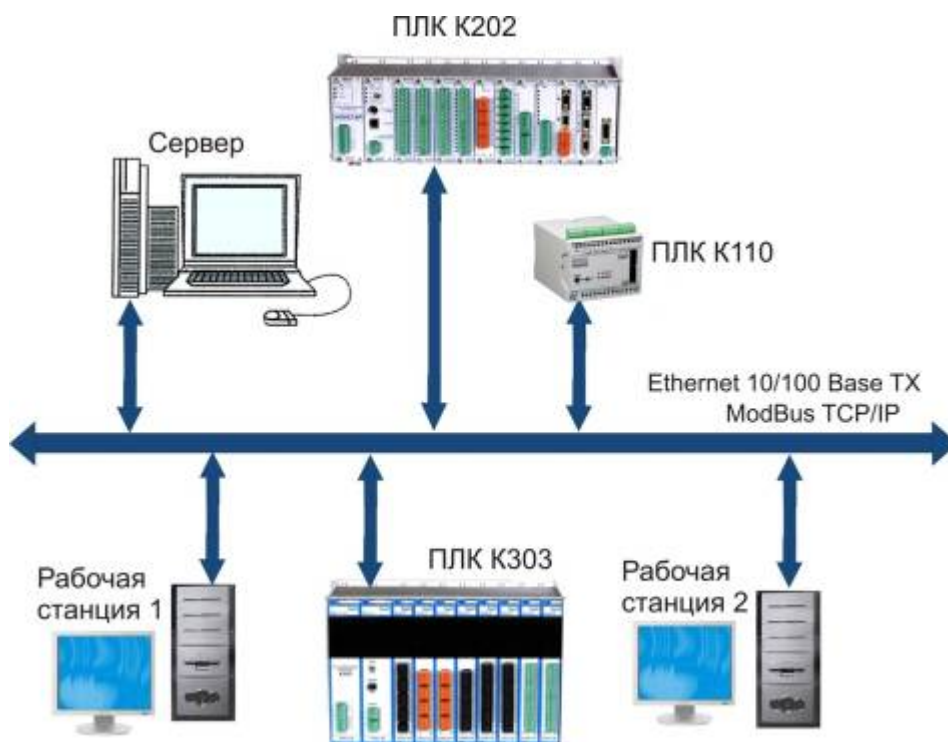 ПЛК К202
Сервер
ПЛК К110
Ethernet 10/100 Base TX
ModBus TCP/IP
Рабочая
станция 1
ПЛК К303
Рабочая
станция 2